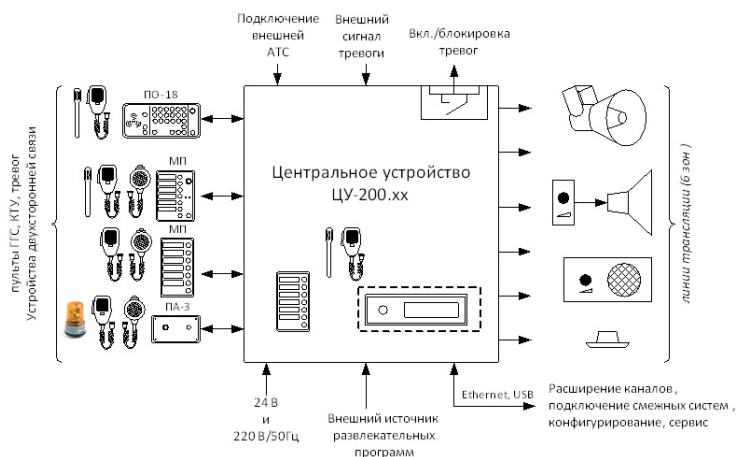 Подключение
внешней
АТС
Внешний
сигнал
тревоги
Вкл./блокировка
тревог
пульты ГГС, КТУ, тревог
Устройства двухсторонней связи
ПО-18
МП
МП
ПА-3
Центральное устройство
ЦУ-200.xx
линии трансляции (6 зон )
24 В
и
220 В/50Гц
Внешний источник
развлекательных
программ
Ethernet, USB
Расширение каналов ,
подключение смежных систем ,
конфигурирование, сервис